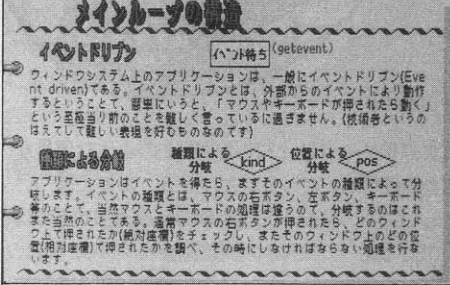 メインループの構造
イベントドリブン
イベント待ち (getevent)
ウィンドウシステム上のアプリケーションは、一般にイベントドリブン(Eve
nt driven)である。イベントドリブンとは、外部からのイベントにより動作
するということで、簡単にいうと、「マウスやキーボードが押されたら動く」
という至極当り前のことを難しく言っているに過ぎません。(技術者というの
はえてして難しい表現を好むものなのです)
種類による分岐
種類による分岐 kind
位置による分岐 pos
アプリケーションはイベントを得たら、まずそのイベントの種類によって分
岐します。イベントの種類とは、マウスの右ボタン、左ボタン、キーボード
等のことで、当然マウスとキーボードの処理は違うので、分岐するのはこれ
また当然のことである。通常マウスの右ボタンが押されたら、どのウィンド
ウ上で押されたか(絶対座標)をチェックし、またそのウィンドウ上のどの位
置(相対座標)で押されたかを調べ、その時にしなければならない処理を行な
います。